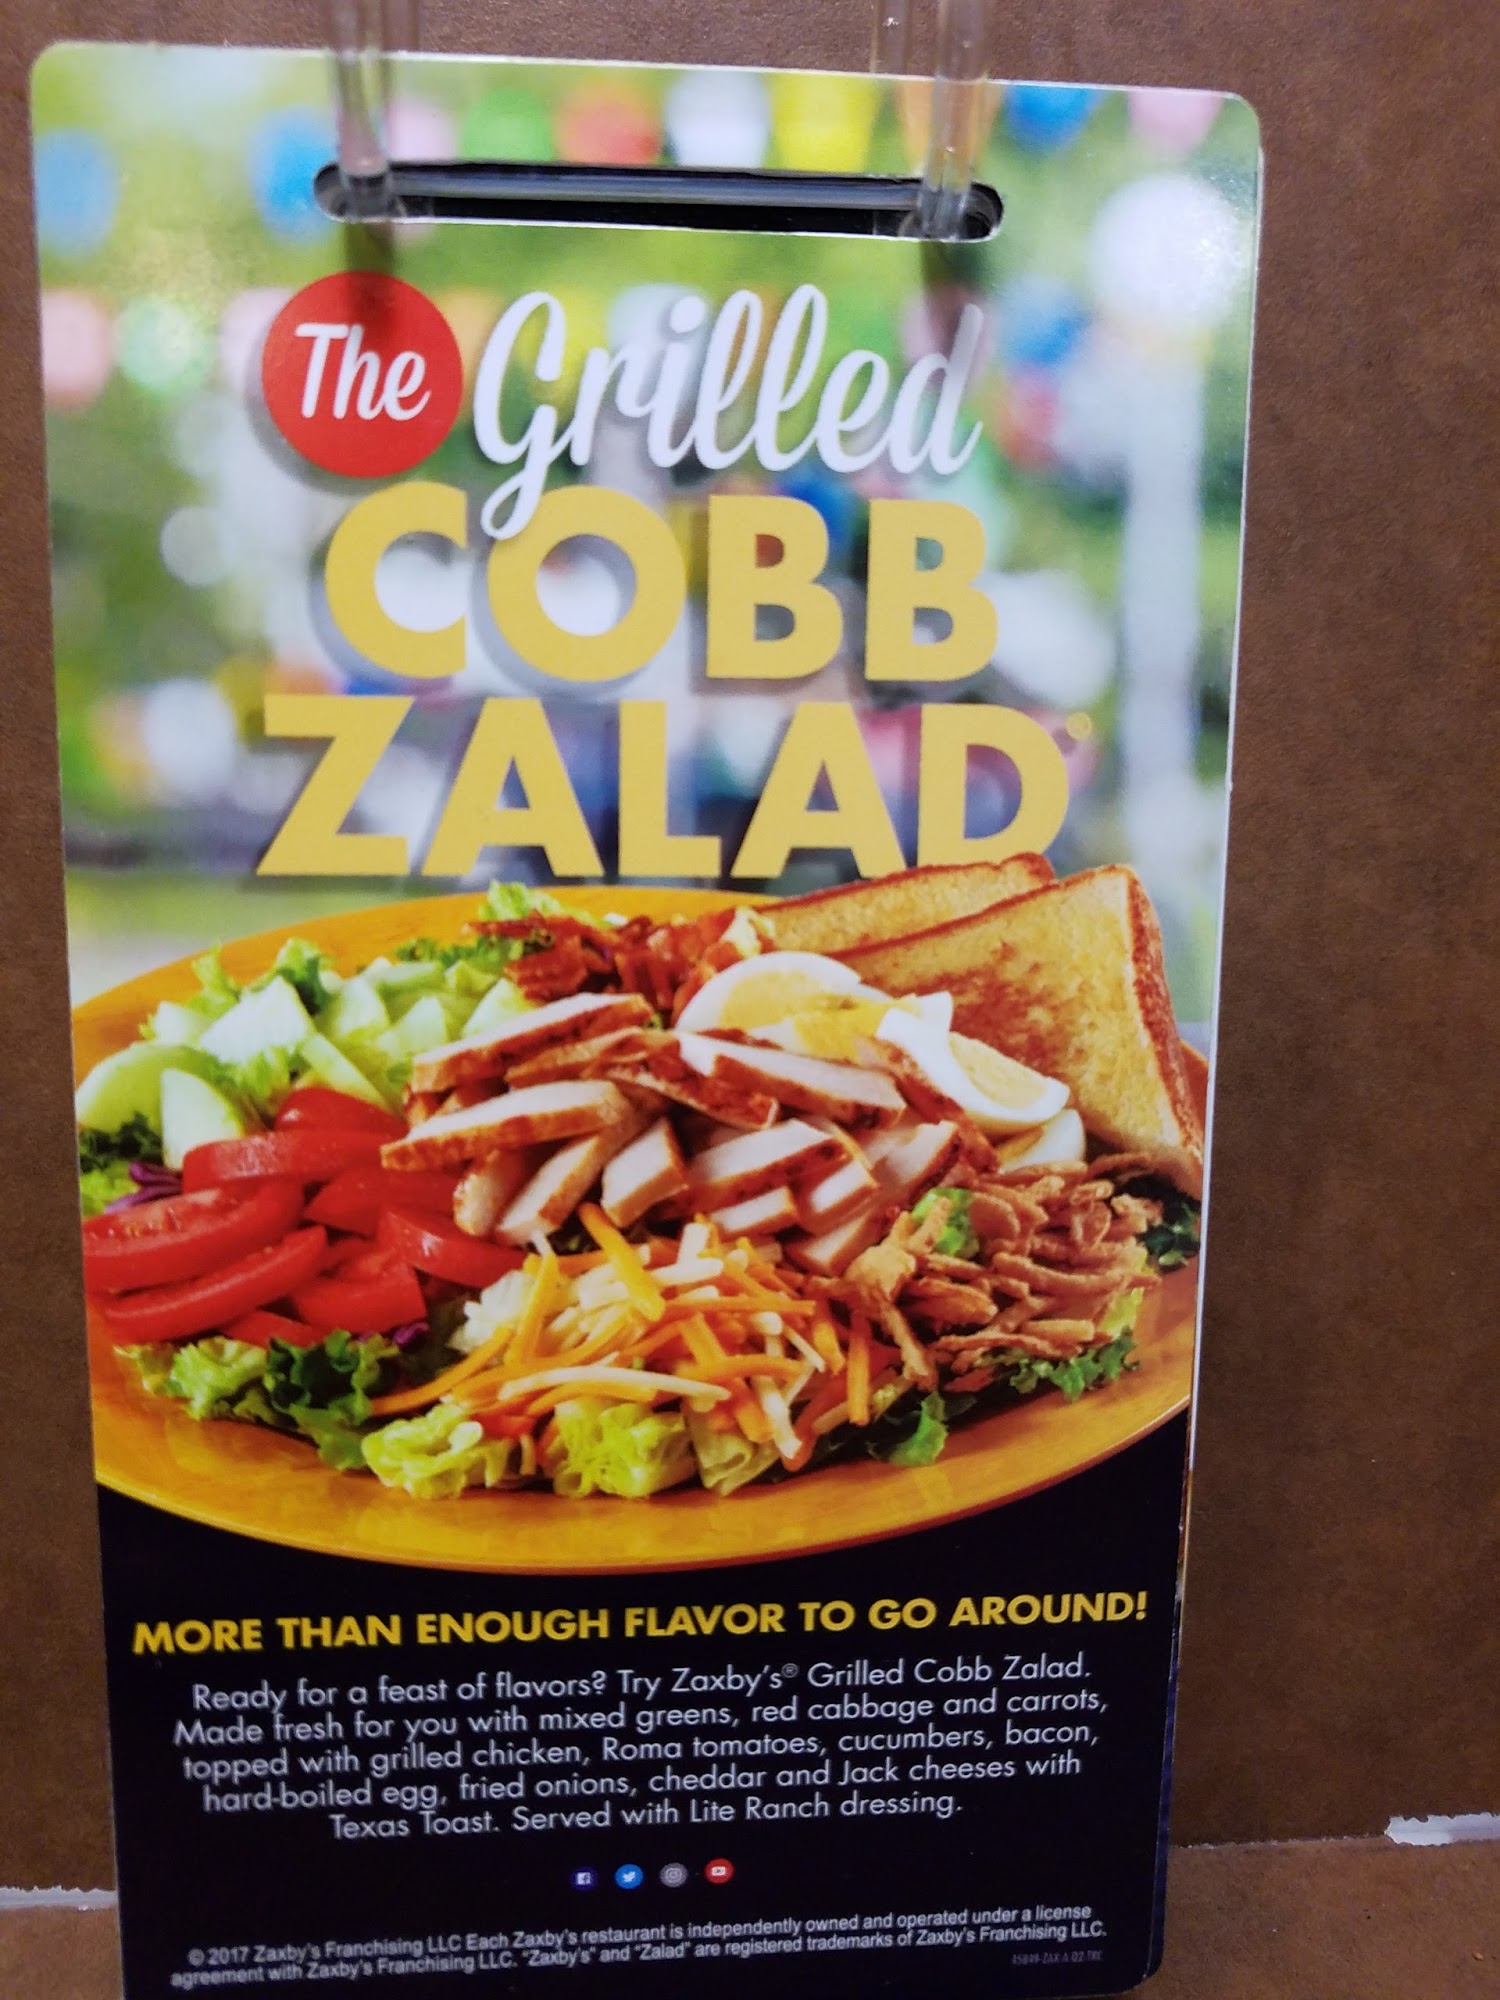 The Grilled
COBB
ZALAD®
MORE THAN ENOUGH FLAVOR TO GO AROUND!
Ready for a feast of flavors? Try Zaxby's® Grilled Cobb Zalad.
Made fresh for you with mixed greens, red cabbage and carrots,
topped with grilled chicken, Roma tomatoes, cucumbers, bacon,
hard-boiled egg, fried onions, cheddar and Jack cheeses with
Texas Toast. Served with Lite Ranch dressing.
© 2017 Zaxby's Franchising LLC Each Zaxby's restaurant is independently owned and operated under a license
agreement with Zaxby's Franchising LLC. "Zaxby's" and "Zalad" are registered trademarks of Zaxby's Franchising LLC.